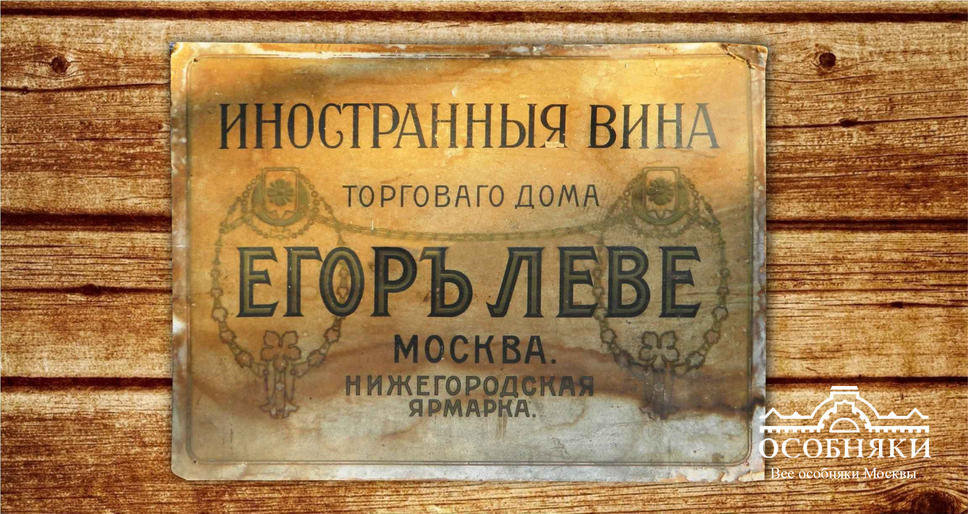 ИНОСТРАННЫЯ ВИНА
ТОРГОВАГО ДОМА
ЕГОРЪ ЛЕВЕ
МОСКВА.
НИЖЕГОРОДСКАЯ
ЯРМАРКА.
ОСОБНЯКИ
Все особняки Москвы